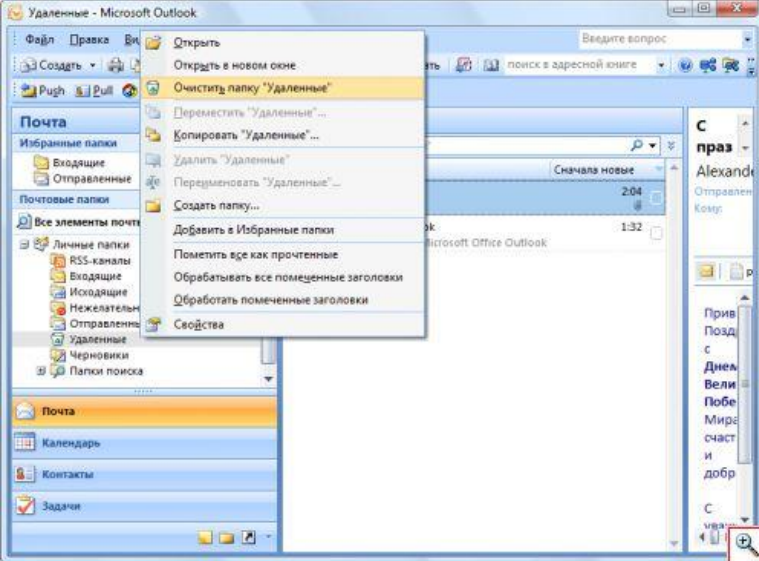 Удаленные - Microsoft Outlook
Файл Правка
Введите вопрос
Создать
поиск в адресной книге
Push Pull
Открыть
Открыть в новом окне
Очистить папку "Удаленные"
Переместить "Удаленные"...
Копировать "Удаленные"...
Удалить "Удаленные"
Переименовать "Удаленные"...
Создать папку...
Добавить в Избранные папки
Пометить все как прочтенные
Обрабатывать все помеченные заголовки
Обработать помеченные заголовки
Свойства
Почта
Избранные папки
Входящие
Отправленные
Почтовые папки
Все элементы
Личные папки
RSS-каналы
Входящие
Исходящие
Нежелательн
Отправленны
Удаленные
Черновики
Папки поиска
Почта
Календарь
Контакты
Задачи
Сначала новые
2:04
1:32
Microsoft Office Outlook
С
праз
Alexande
Отправлен
Кому:
Прив
Позд
с
Днем
Вели
Побе
Мира
счаст
и
добр
С